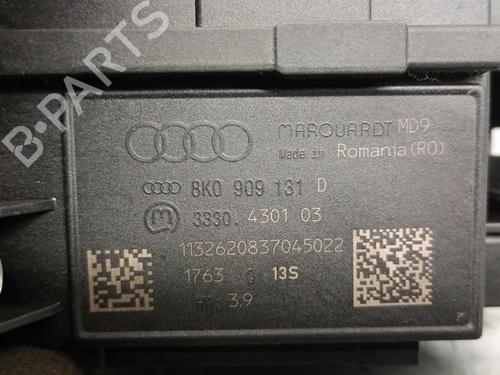 B-PARTS
MARQUARDT MD9
Made in Romania (RO)
8K0 909 131 D
3330. 4301 03
1132620837045022
1763 13S
3.9